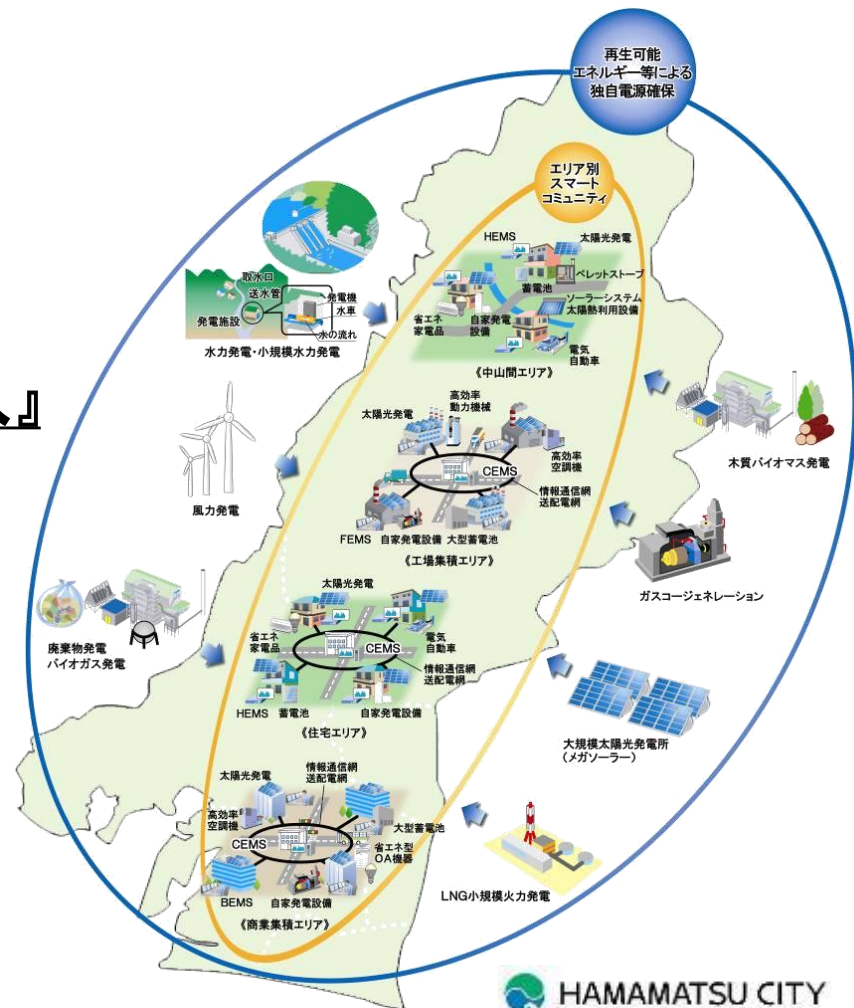 再生可能
エネルギー等による
独自電源確保
エリア別
スマート
コミュニティ
HEMS
太陽光発電
ペレットストーブ
蓄電池
ソーラーシステム
太陽熱利用設備
省エネ
家電品
自家発電
設備
電気
自動車
《中山間エリア》
取水口
送水管
発電施設
発電機
水車
水の流れ
水力発電・小規模水力発電
』
風力発電
太陽光発電
高効率
動力機械
高効率
空調機
CEMS
情報通信網
送配電網
FEMS
自家発電設備
大型蓄電池
《工場集積エリア》
木質バイオマス発電
ガスコージェネレーション
廃棄物発電
バイオガス発電
太陽光発電
省エネ
家電品
CEMS
電気
自動車
情報通信網
送配電網
HEMS
蓄電池
自家発電設備
《住宅エリア》
大規模太陽光発電所
（メガソーラー）
太陽光発電
情報通信網
送配電網
高効率
空調機
CEMS
大型蓄電池
省エネ型
OA機器
BEMS
自家発電設備
《商業集積エリア》
LNG小規模火力発電
HAMAMATSU CITY